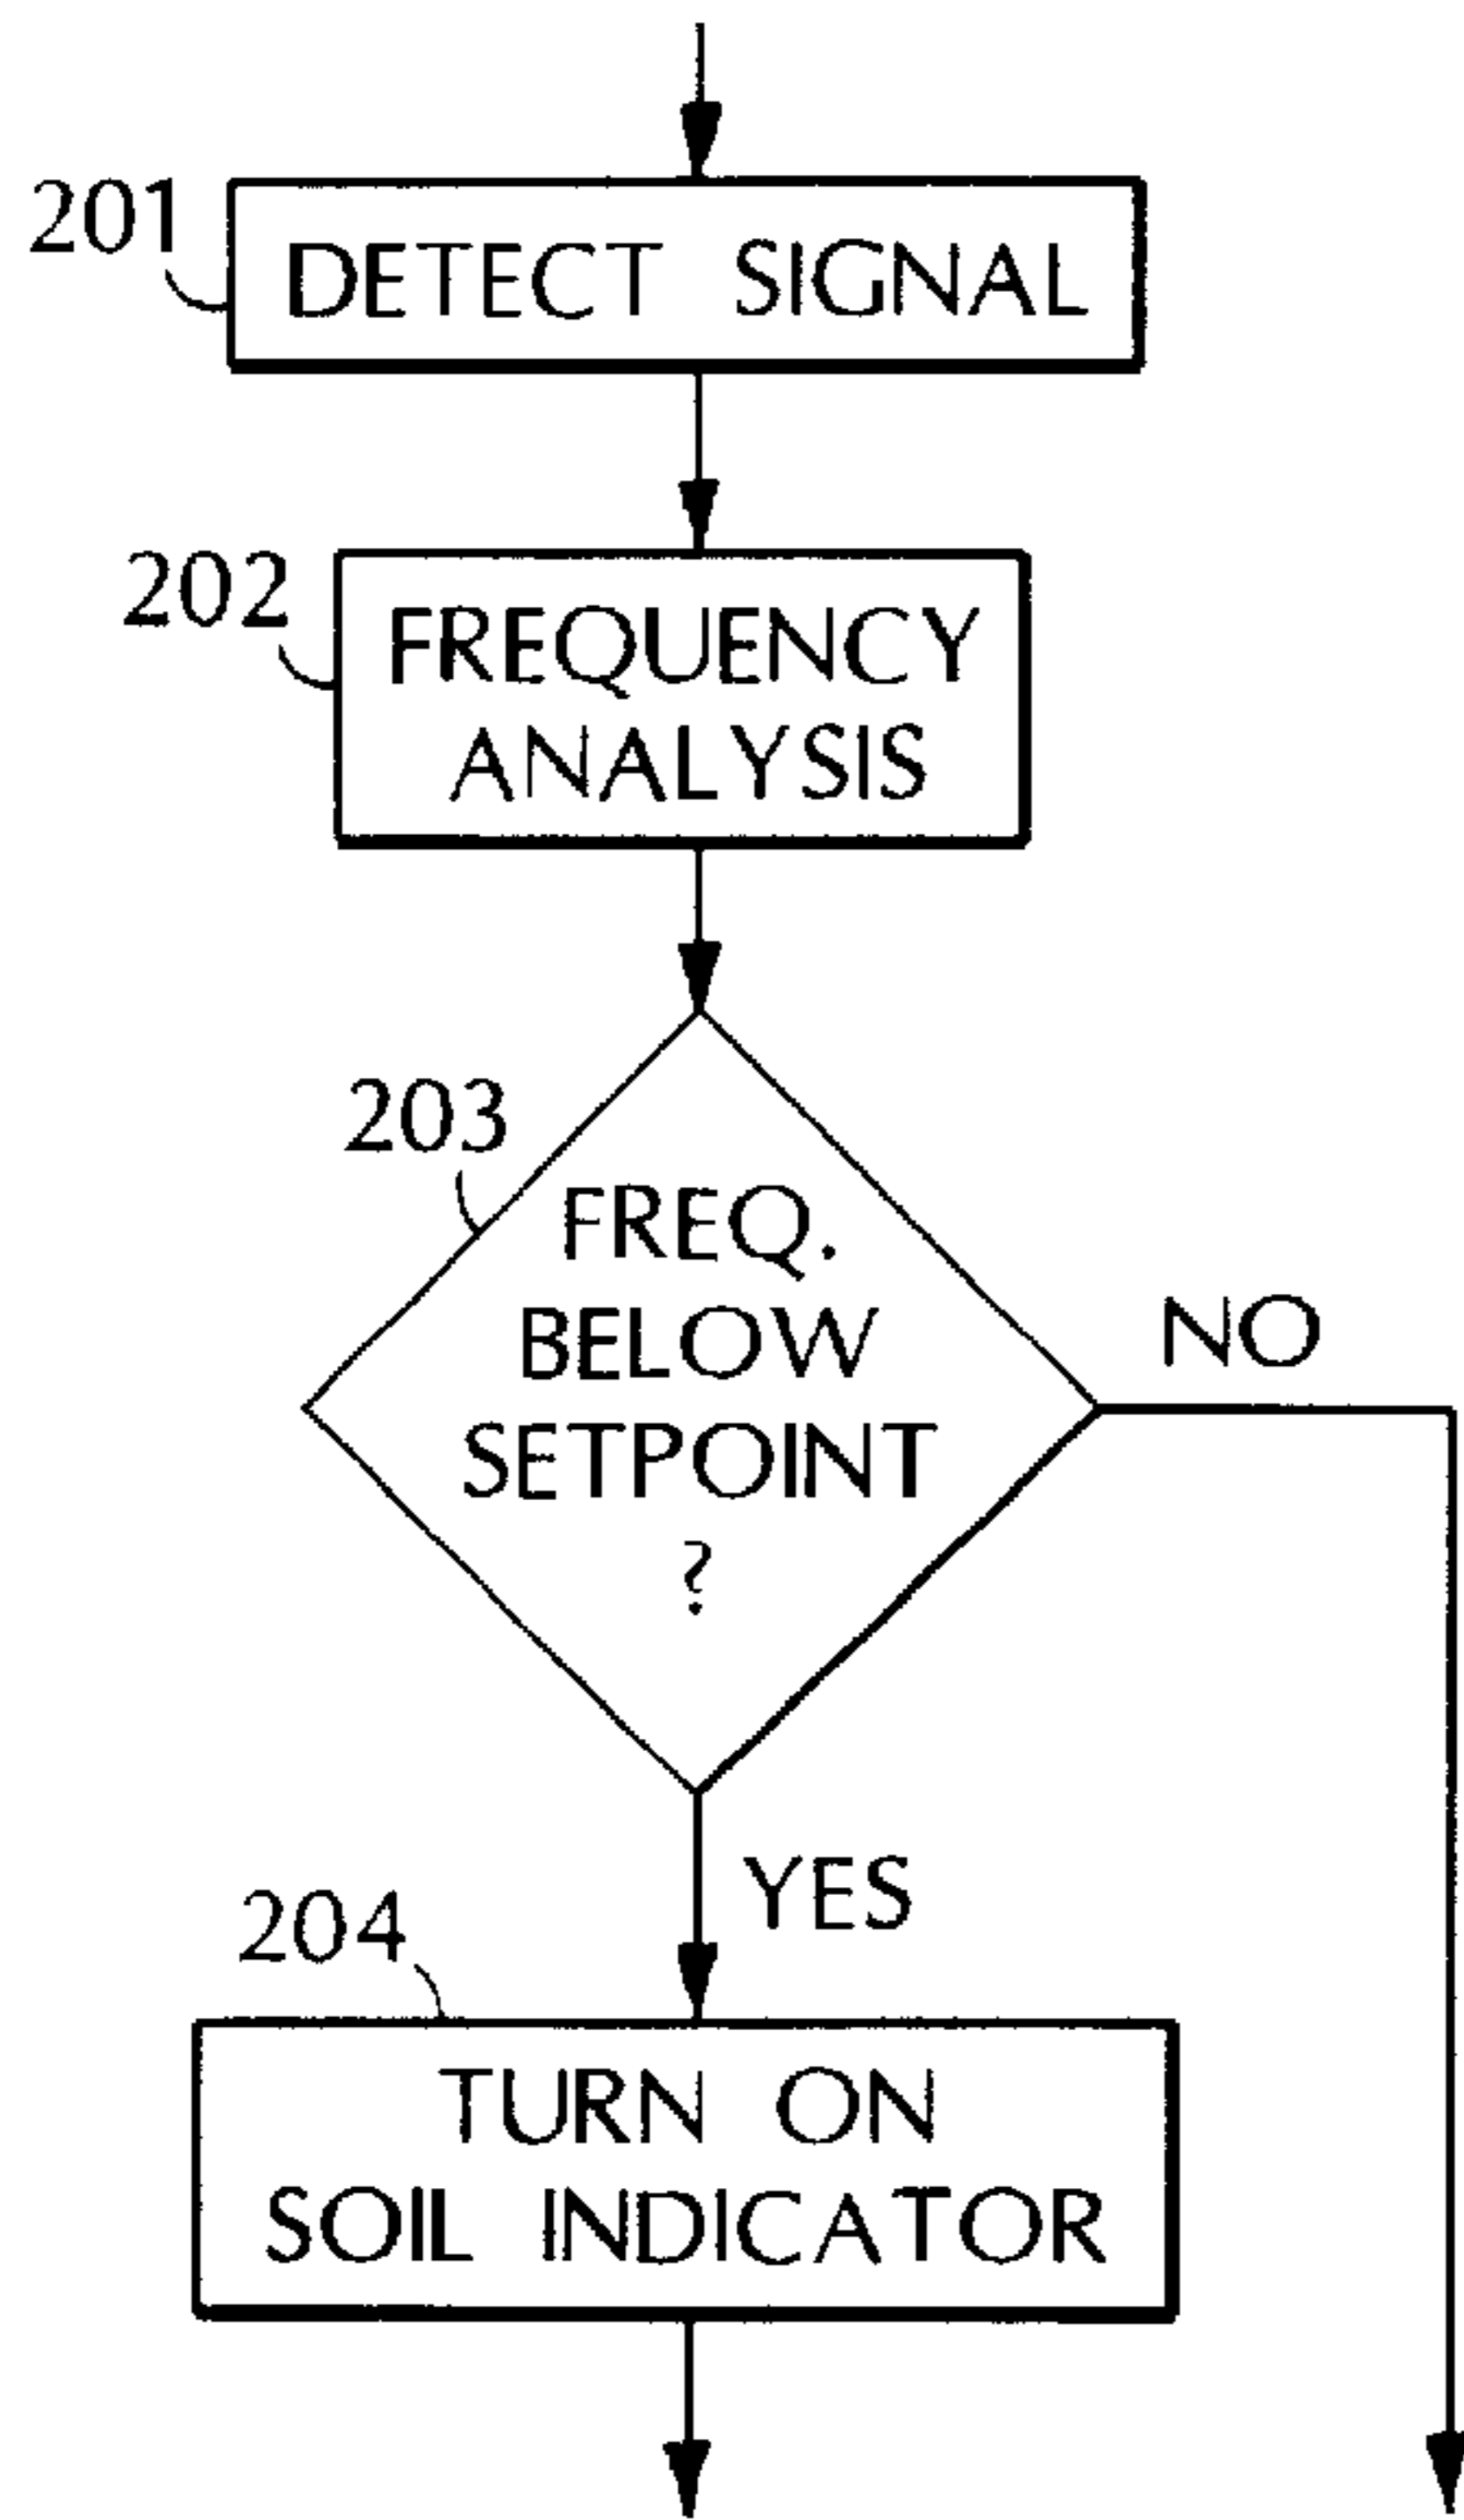 201
DETECT SIGNAL
202
FREQUENCY
ANALYSIS
203
FREQ.
BELOW
SETPOINT
?
NO
YES
204
TURN ON
SOIL INDICATOR